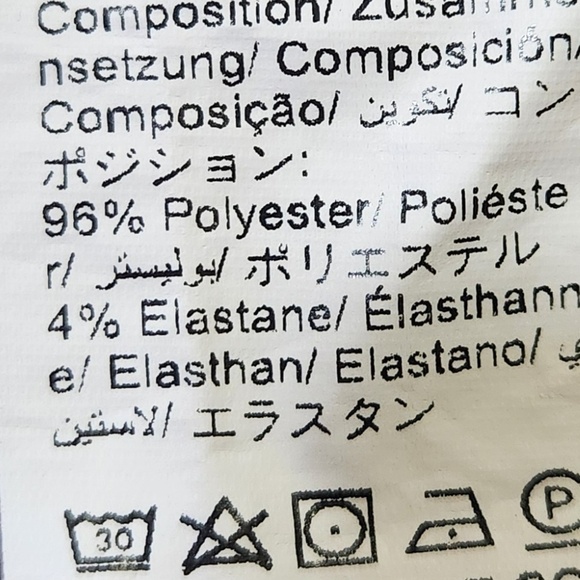 Composition/ Zusamme
nsetzung/ Composición/
Composição/ تكوين/ コン
ポジション:
96% Polyester/ Poliéste
r/ بوليستر/ ポリエステル
4% Elastane/ Élasthann
e/ Elasthan/ Elastano/
لاستين/ エラスタン
30 P